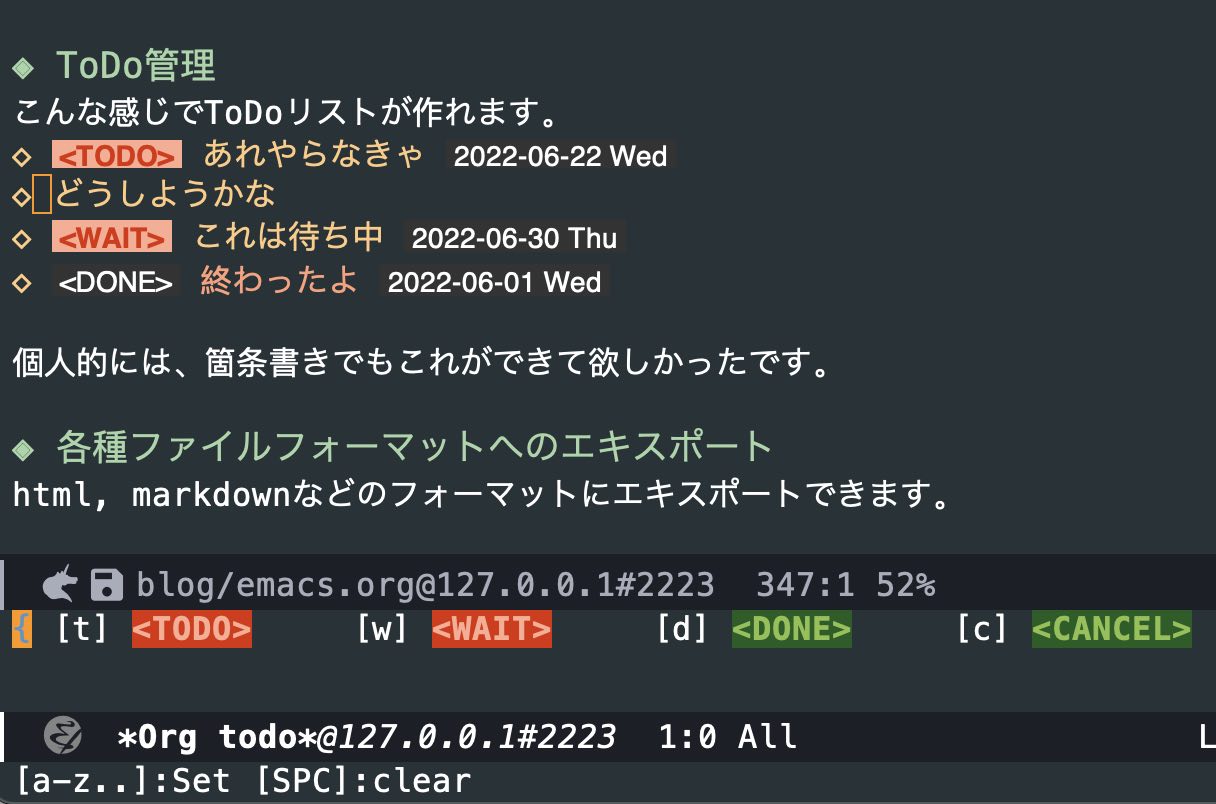 ◈ ToDo管理
こんな感じでToDoリストが作れます。
◇ <TODO> あれやらなきゃ 2022-06-22 Wed
◇ どうしようかな
◇ <WAIT> これは待ち中 2022-06-30 Thu
◇ <DONE> 終わったよ 2022-06-01 Wed
個人的には、箇条書きでもこれができて欲しかったです。
◈ 各種ファイルフォーマットへのエキスポート
html, markdownなどのフォーマットにエキスポートできます。
blog/emacs.org@127.0.0.1#2223 347:1 52%
{ [t] <TODO> [w] <WAIT> [d] <DONE> [c] <CANCEL>
*Org todo*@127.0.0.1#2223 1:0 All L
[a-z..]:Set [SPC]:clear